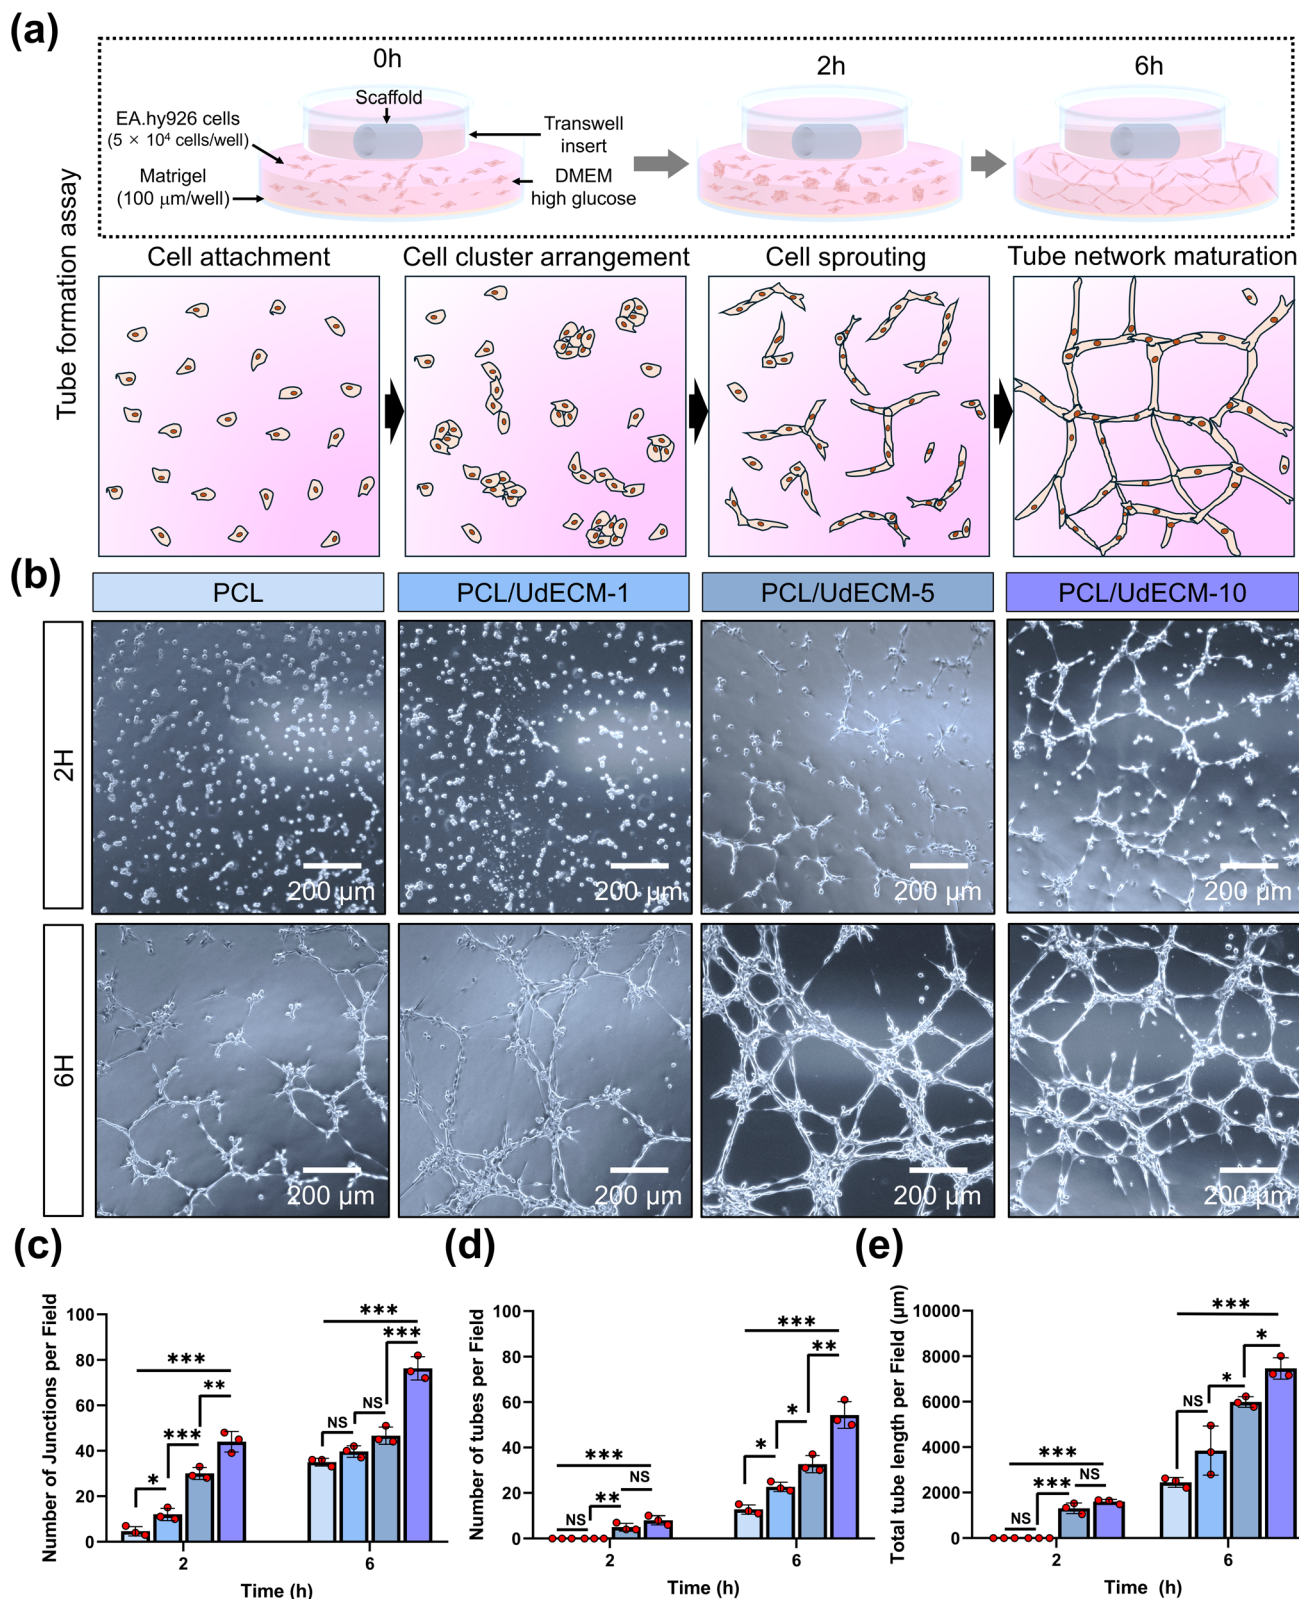 (a)
Tube formation assay
0h
2h
6h
Scaffold
EA.hy926 cells
(5 × 10⁴ cells/well)
Transwell
insert
Matrigel
(100 μm/well)
DMEM
high glucose
Cell attachment
Cell cluster arrangement
Cell sprouting
Tube network maturation
(b)
PCL
PCL/UdECM-1
PCL/UdECM-5
PCL/UdECM-10
2H
200 μm
200 μm
200 μm
200 μm
6H
200 μm
200 μm
200 μm
200 μm
(c)
Number of Junctions per Field
100
80
60
40
20
0
*
***
**
***
NS
NS
***
***
2
6
Time (h)
(d)
Number of tubes per Field
100
80
60
40
20
0
NS
**
NS
***
*
*
**
***
2
6
Time (h)
(e)
Total tube length per Field (μm)
10000
8000
6000
4000
2000
0
NS
***
NS
***
NS
*
*
***
2
6
Time (h)